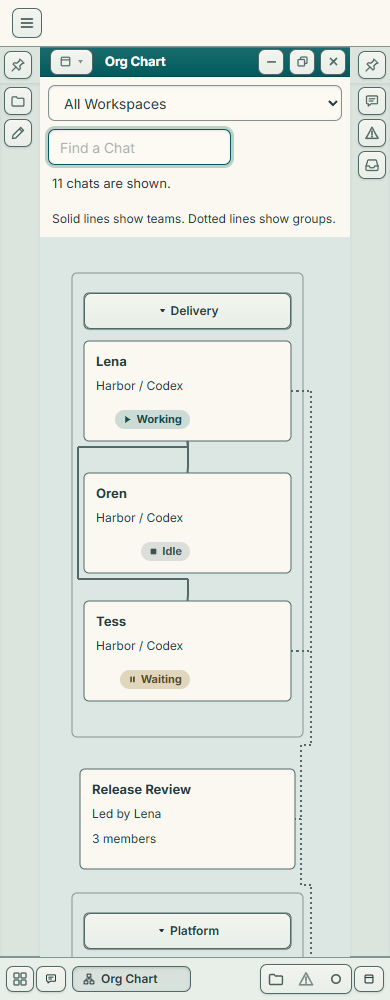 Org Chart
All Workspaces
Find a Chat
11 chats are shown.
Solid lines show teams. Dotted lines show groups.
Delivery
Lena
Harbor / Codex
Working
Oren
Harbor / Codex
Idle
Tess
Harbor / Codex
Waiting
Release Review
Led by Lena
3 members
Platform
Org Chart